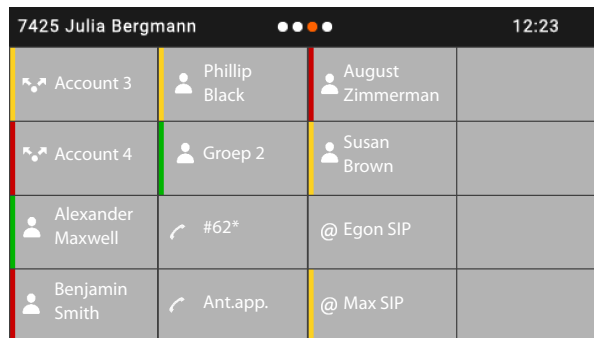 7425 Julia Bergmann 12:23
Account 3
Phillip
Black
August
Zimmerman
Account 4
Groep 2
Susan
Brown
Alexander
Maxwell
#62*
@ Egon SIP
Benjamin
Smith
Ant.app.
@ Max SIP